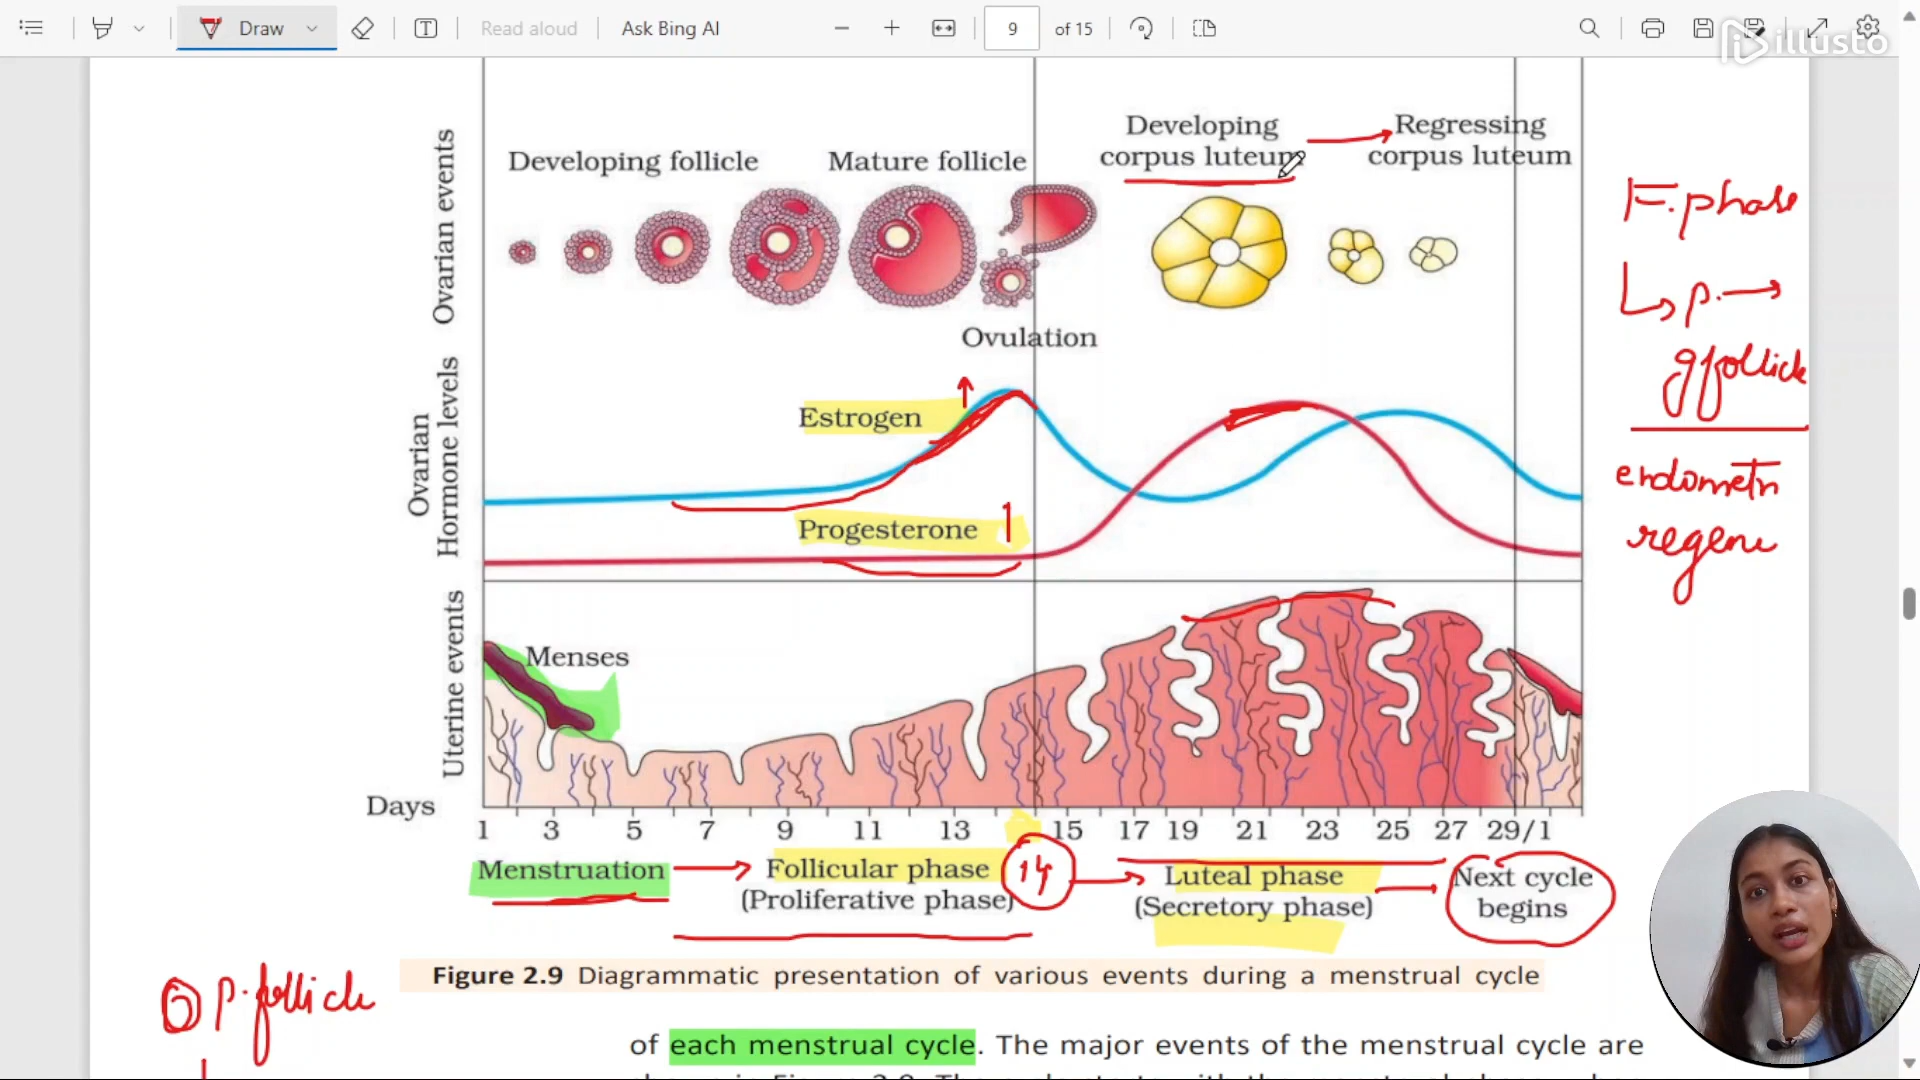 Draw
Read aloud
Ask Bing AI
9
of 15
illusto
Ovarian events
Developing follicle
Mature follicle
Developing
corpus luteum
Regressing
corpus luteum
Ovulation
F. phase
p. →
gfollicle
endometri
regene
Ovarian
Hormone levels
Estrogen
Progesterone
Uterine events
Menses
Days
1 3 5 7 9 11 13 15 17 19 21 23 25 27 29/1
Menstruation
Follicular phase
(Proliferative phase)
14
Luteal phase
(Secretory phase)
Next cycle
begins
Figure 2.9 Diagrammatic presentation of various events during a menstrual cycle
p. follicle
of each menstrual cycle. The major events of the menstrual cycle are